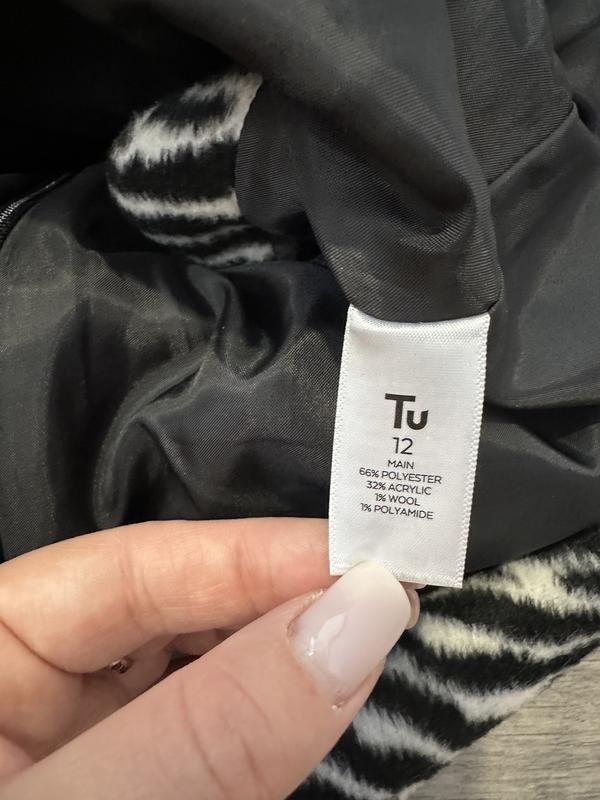 Tu
12
MAIN
66% POLYESTER
32% ACRYLIC
1% WOOL
1% POLYAMIDE